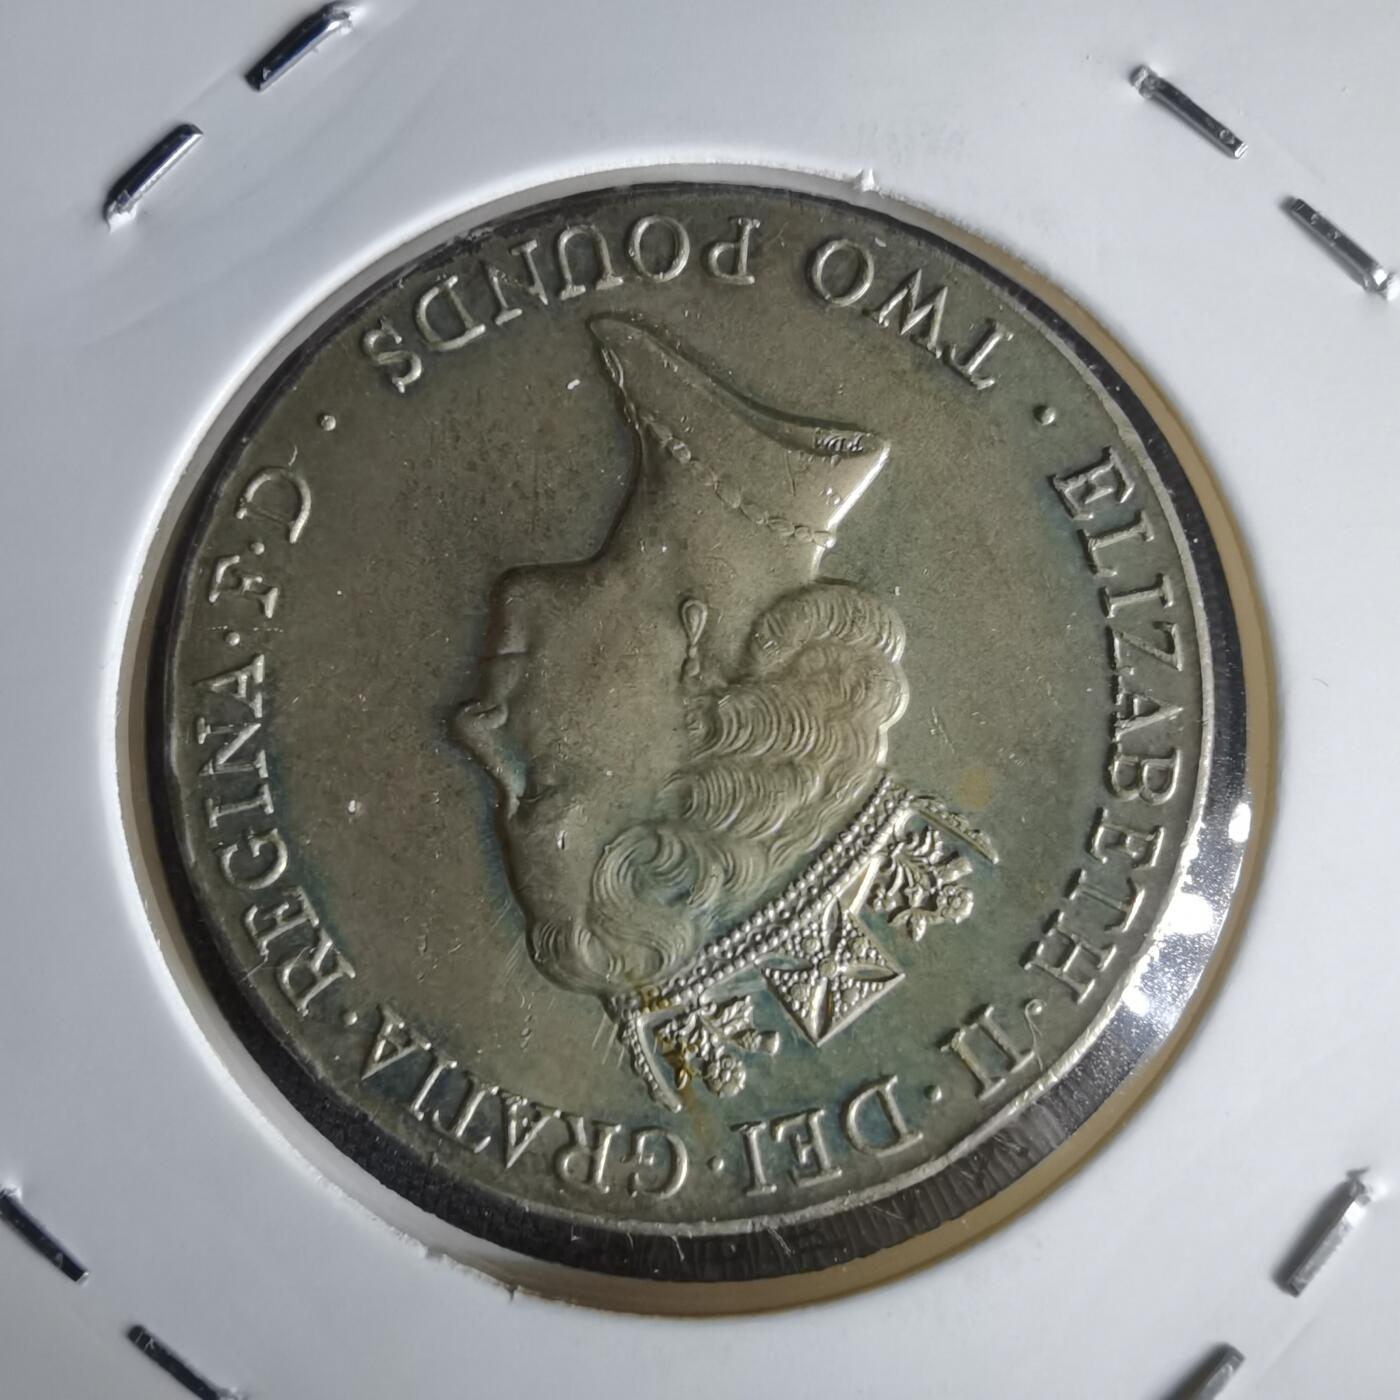 ELIZABETH · II · DEI · GRATIA · REGINA · F · D ·
TWO POUNDS ·